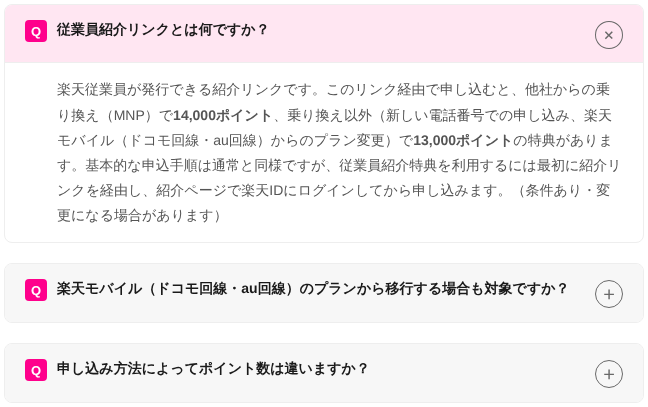 Q 従業員紹介リンクとは何ですか？
楽天従業員が発行できる紹介リンクです。このリンク経由で申し込むと、他社からの乗
り換え（MNP）で14,000ポイント、乗り換え以外（新しい電話番号での申し込み、楽天
モバイル（ドコモ回線・au回線）からのプラン変更）で13,000ポイントの特典がありま
す。基本的な申込手順は通常と同様ですが、従業員紹介特典を利用するには最初に紹介リ
ンクを経由し、紹介ページで楽天IDにログインしてから申し込みます。（条件あり・変
更になる場合があります）
Q 楽天モバイル（ドコモ回線・au回線）のプランから移行する場合も対象ですか？
Q 申し込み方法によってポイント数は違いますか？